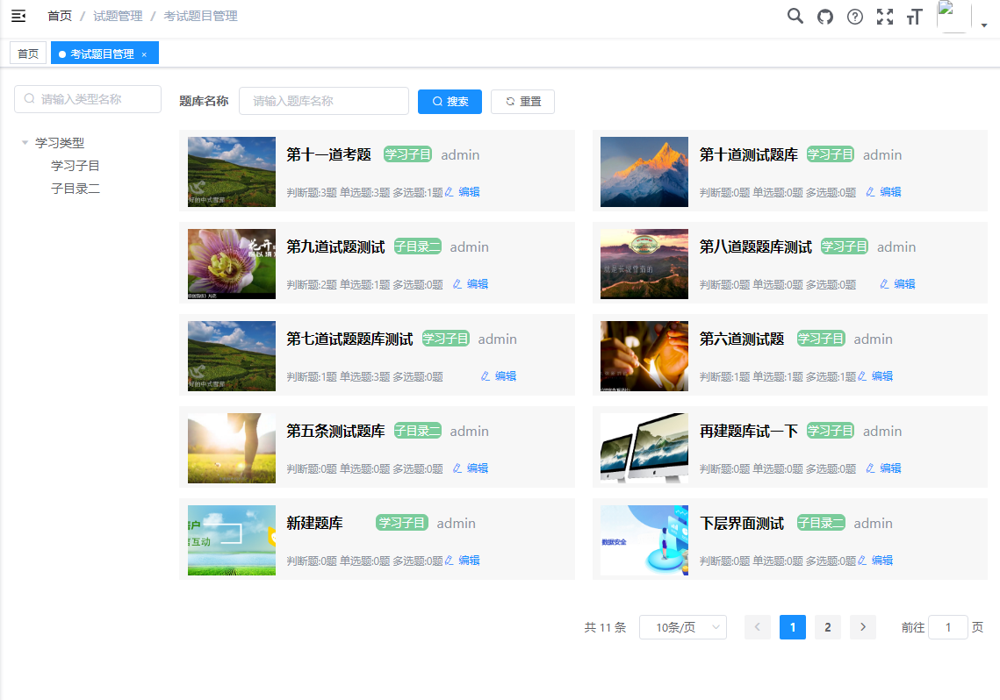 首页 / 试题管理 / 考试题目管理
首页
考试题目管理 ×
请输入类型名称
题库名称 请输入题库名称 搜索 重置
学习类型
学习子目
子目录二
第十一道考题 学习子目 admin
判断题:3题 单选题:3题 多选题:1题 编辑
第十道测试题库 学习子目 admin
判断题:0题 单选题:0题 多选题:0题 编辑
第九道试题测试 子目录二 admin
判断题:2题 单选题:1题 多选题:0题 编辑
第八道题题库测试 学习子目 admin
判断题:0题 单选题:0题 多选题:0题 编辑
第七道试题题库测试 学习子目 admin
判断题:1题 单选题:3题 多选题:0题 编辑
第六道测试题 学习子目 admin
判断题:1题 单选题:1题 多选题:1题 编辑
第五条测试题库 子目录二 admin
判断题:0题 单选题:0题 多选题:0题 编辑
再建题库试一下 学习子目 admin
判断题:0题 单选题:0题 多选题:0题 编辑
新建题库 学习子目 admin
判断题:0题 单选题:0题 多选题:0题 编辑
数据安全
下层界面测试 子目录二 admin
判断题:0题 单选题:0题 多选题:0题 编辑
共 11 条 10条/页 1 2 前往 1 页